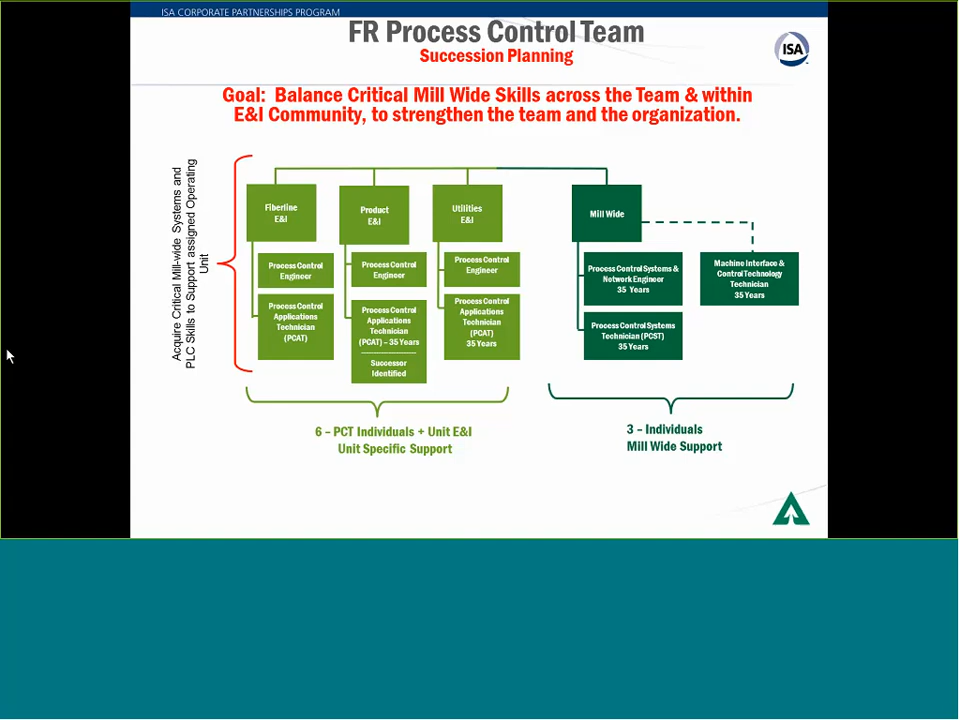 ISA CORPORATE PARTNERSHIPS PROGRAM
FR Process Control Team
Succession Planning
ISA
Goal: Balance Critical Mill Wide Skills across the Team & within
E&I Community, to strengthen the team and the organization.
Acquire Critical Mill-wide Systems and
PLC Skills to Support assigned Operating
Unit
Fiberline
E&I
Product
E&I
Utilities
E&I
Mill Wide
Process Control
Engineer
Process Control
Engineer
Process Control
Engineer
Process Control Systems &
Network Engineer
35 Years
Machine Interface &
Control Technology
Technician
35 Years
Process Control
Applications
Technician
(PCAT)
Process Control
Applications
Technician
(PCAT) – 35 Years
Successor
Identified
Process Control
Applications
Technician
(PCAT)
35 Years
Process Control Systems
Technician (PCST)
35 Years
6 – PCT Individuals + Unit E&I
Unit Specific Support
3 – Individuals
Mill Wide Support